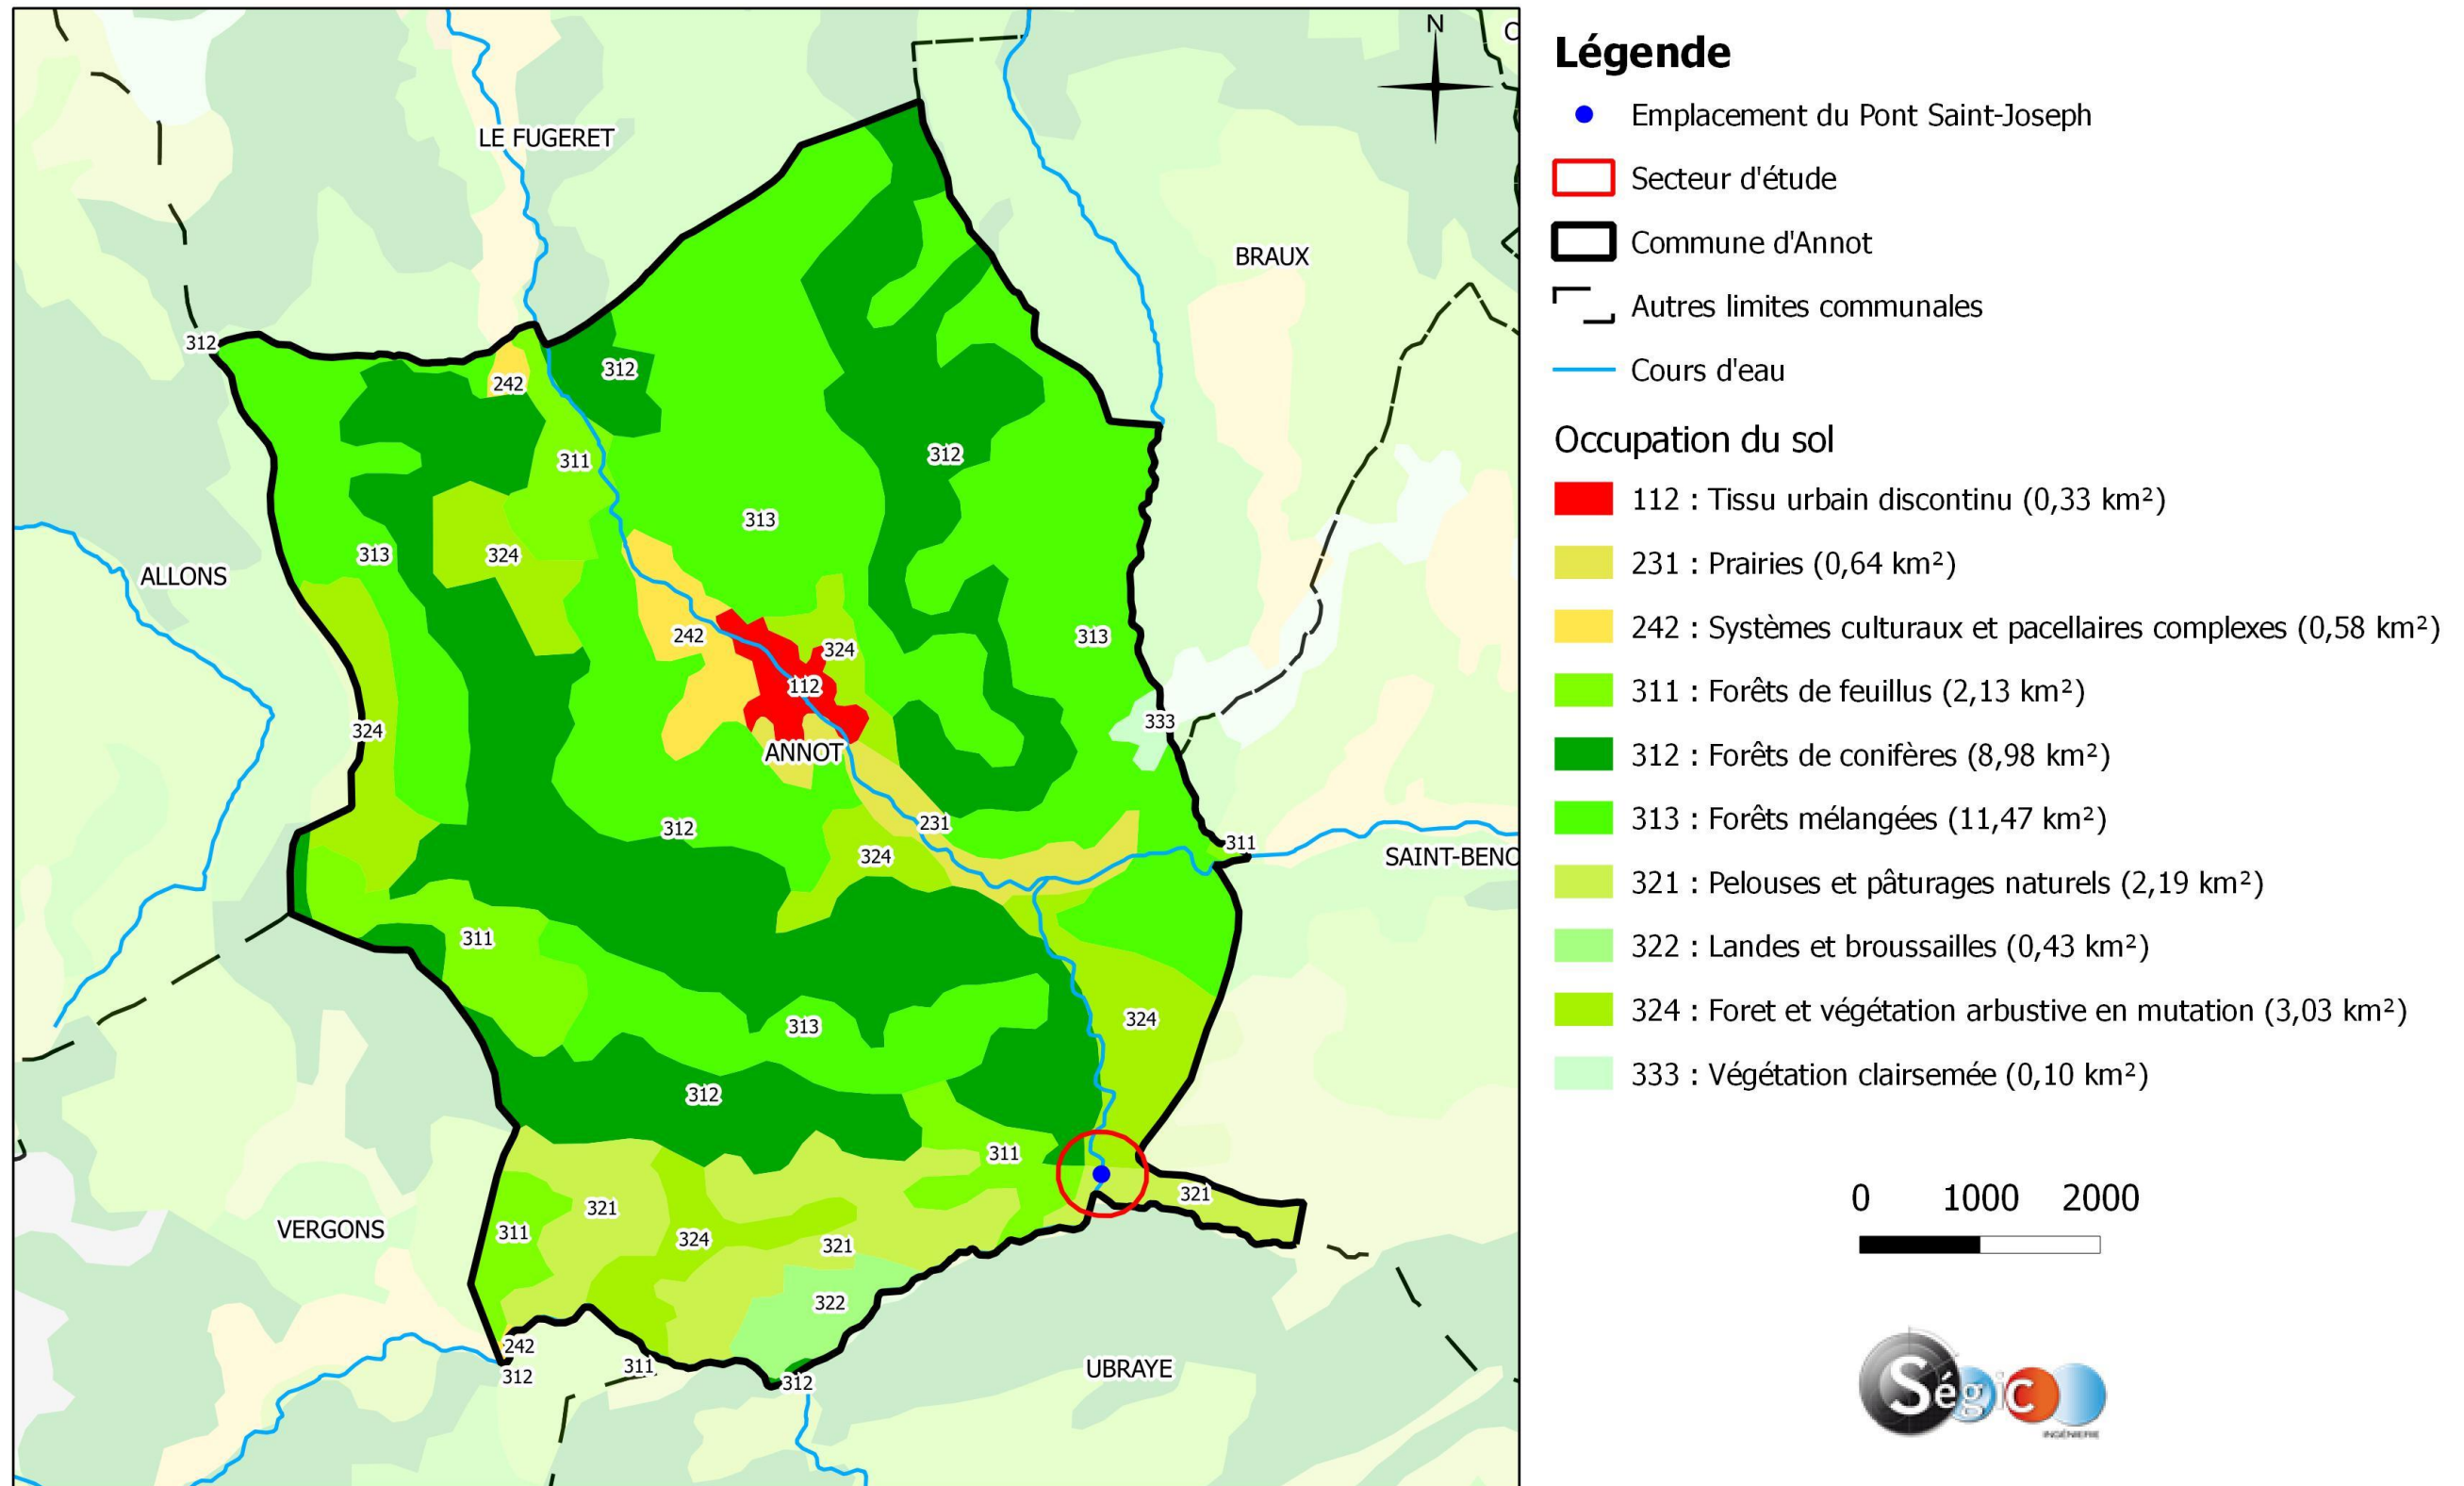 N
C
LE FUGERET
BRAUX
312
242
312
311
312
313
313
324
ALLONS
242
324
313
112
324
333
ANNOT
312
231
324
311
SAINT-BENO
311
324
313
312
311
321
321
311
324
321
VERGONS
322
242
312
311
312
UBRAYE
Légende
Emplacement du Pont Saint-Joseph
Secteur d'étude
Commune d'Annot
Autres limites communales
Cours d'eau
Occupation du sol
112 : Tissu urbain discontinu (0,33 km²)
231 : Prairies (0,64 km²)
242 : Systèmes culturaux et pacellaires complexes (0,58 km²)
311 : Forêts de feuillus (2,13 km²)
312 : Forêts de conifères (8,98 km²)
313 : Forêts mélangées (11,47 km²)
321 : Pelouses et pâturages naturels (2,19 km²)
322 : Landes et broussailles (0,43 km²)
324 : Foret et végétation arbustive en mutation (3,03 km²)
333 : Végétation clairsemée (0,10 km²)
0 1000 2000
Ségic
INGÉNIERIE